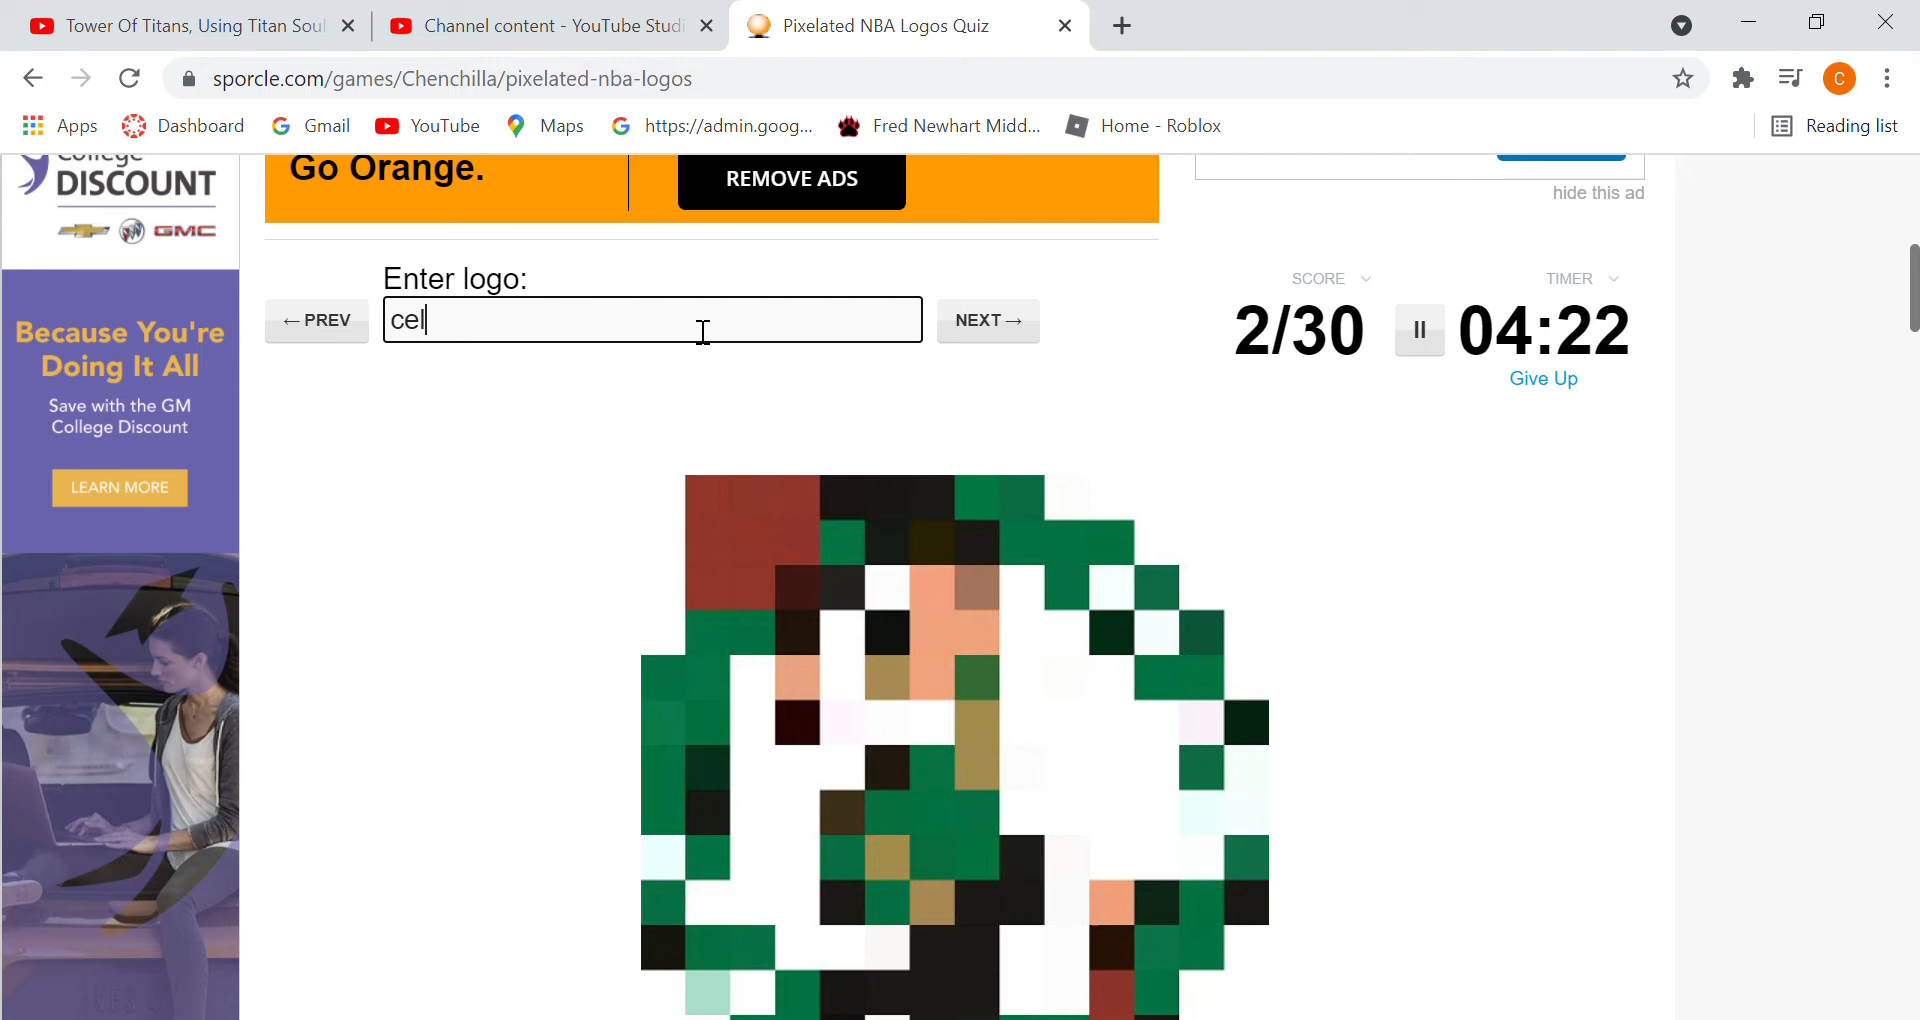 Tower Of Titans, Using Titan Soul
Channel content - YouTube Studi
Pixelated NBA Logos Quiz
sporcle.com/games/Chenchilla/pixelated-nba-logos
C
Apps
Dashboard
Gmail
YouTube
Maps
https://admin.goog...
Fred Newhart Midd...
Home - Roblox
Reading list
College
DISCOUNT
GMC
Because You're
Doing It All
Save with the GM
College Discount
LEARN MORE
Go Orange.
REMOVE ADS
hide this ad
Enter logo:
← PREV
cel
NEXT →
SCORE
TIMER
2/30
04:22
Give Up